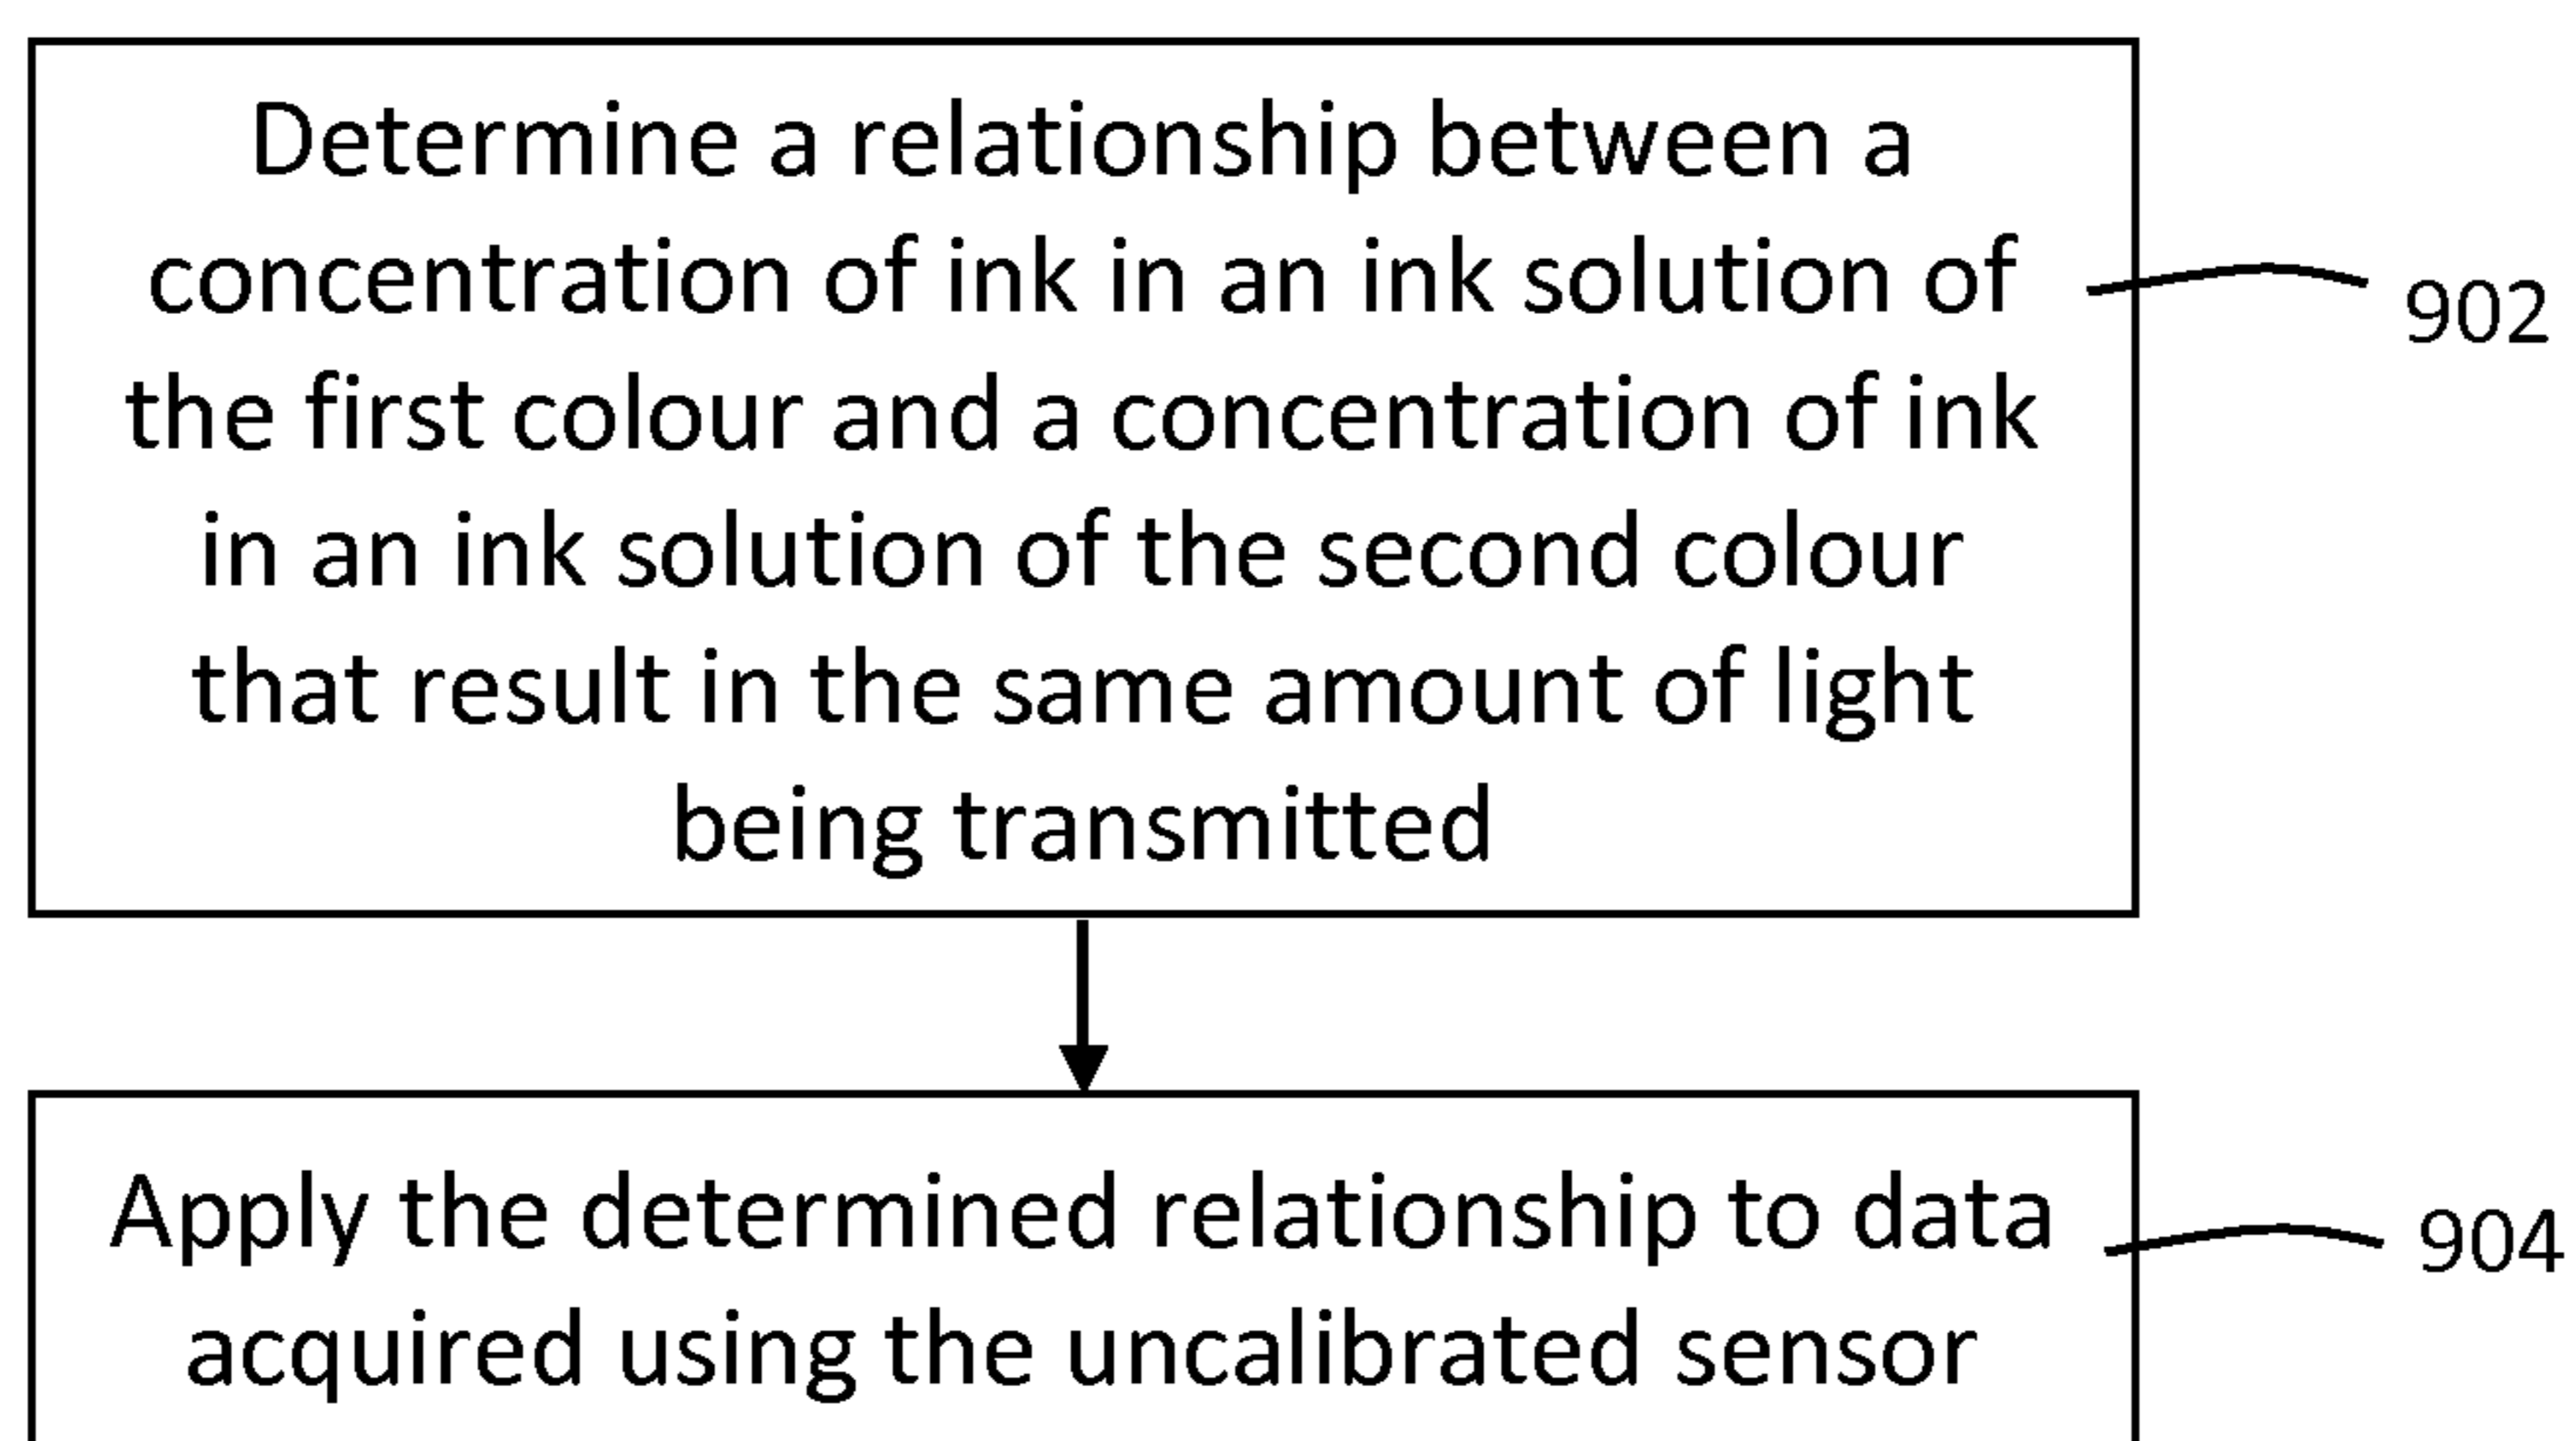 Determine a relationship between a
concentration of ink in an ink solution of
the first colour and a concentration of ink
in an ink solution of the second colour
that result in the same amount of light
being transmitted
902
Apply the determined relationship to data
acquired using the uncalibrated sensor
904